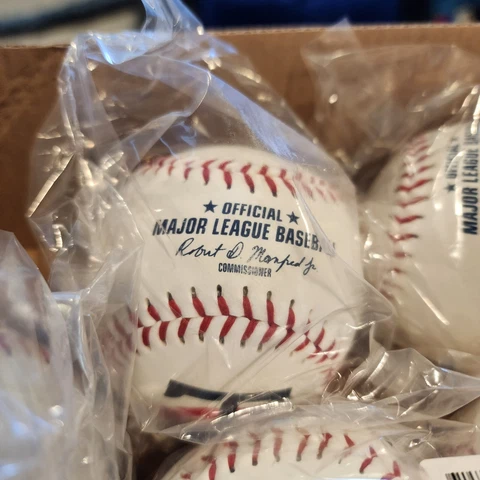 ★ OFFICIAL ★
MAJOR LEAGUE BASEBALL
Robert D. Manfred Jr
COMMISSIONER